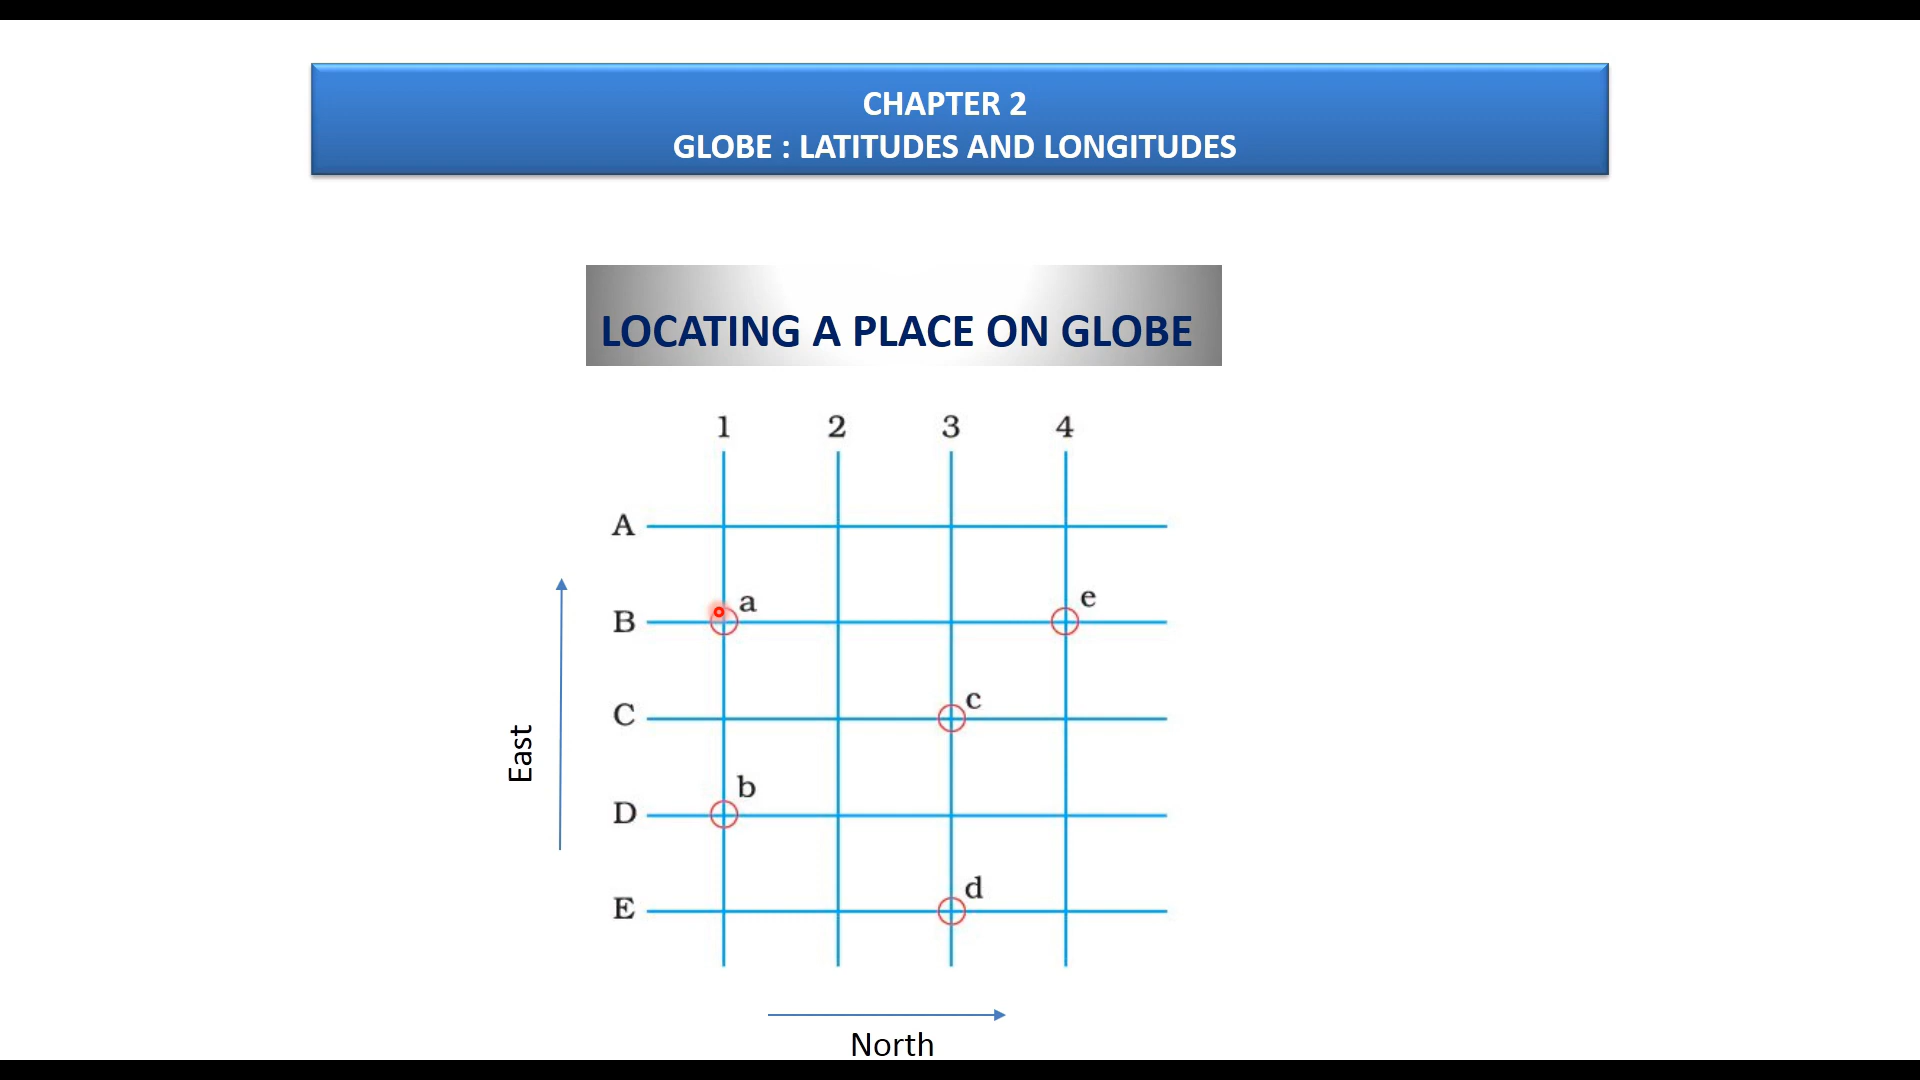 CHAPTER 2
GLOBE : LATITUDES AND LONGITUDES
LOCATING A PLACE ON GLOBE
1 2 3 4
A
B a e
C c
D b
E d
East
North